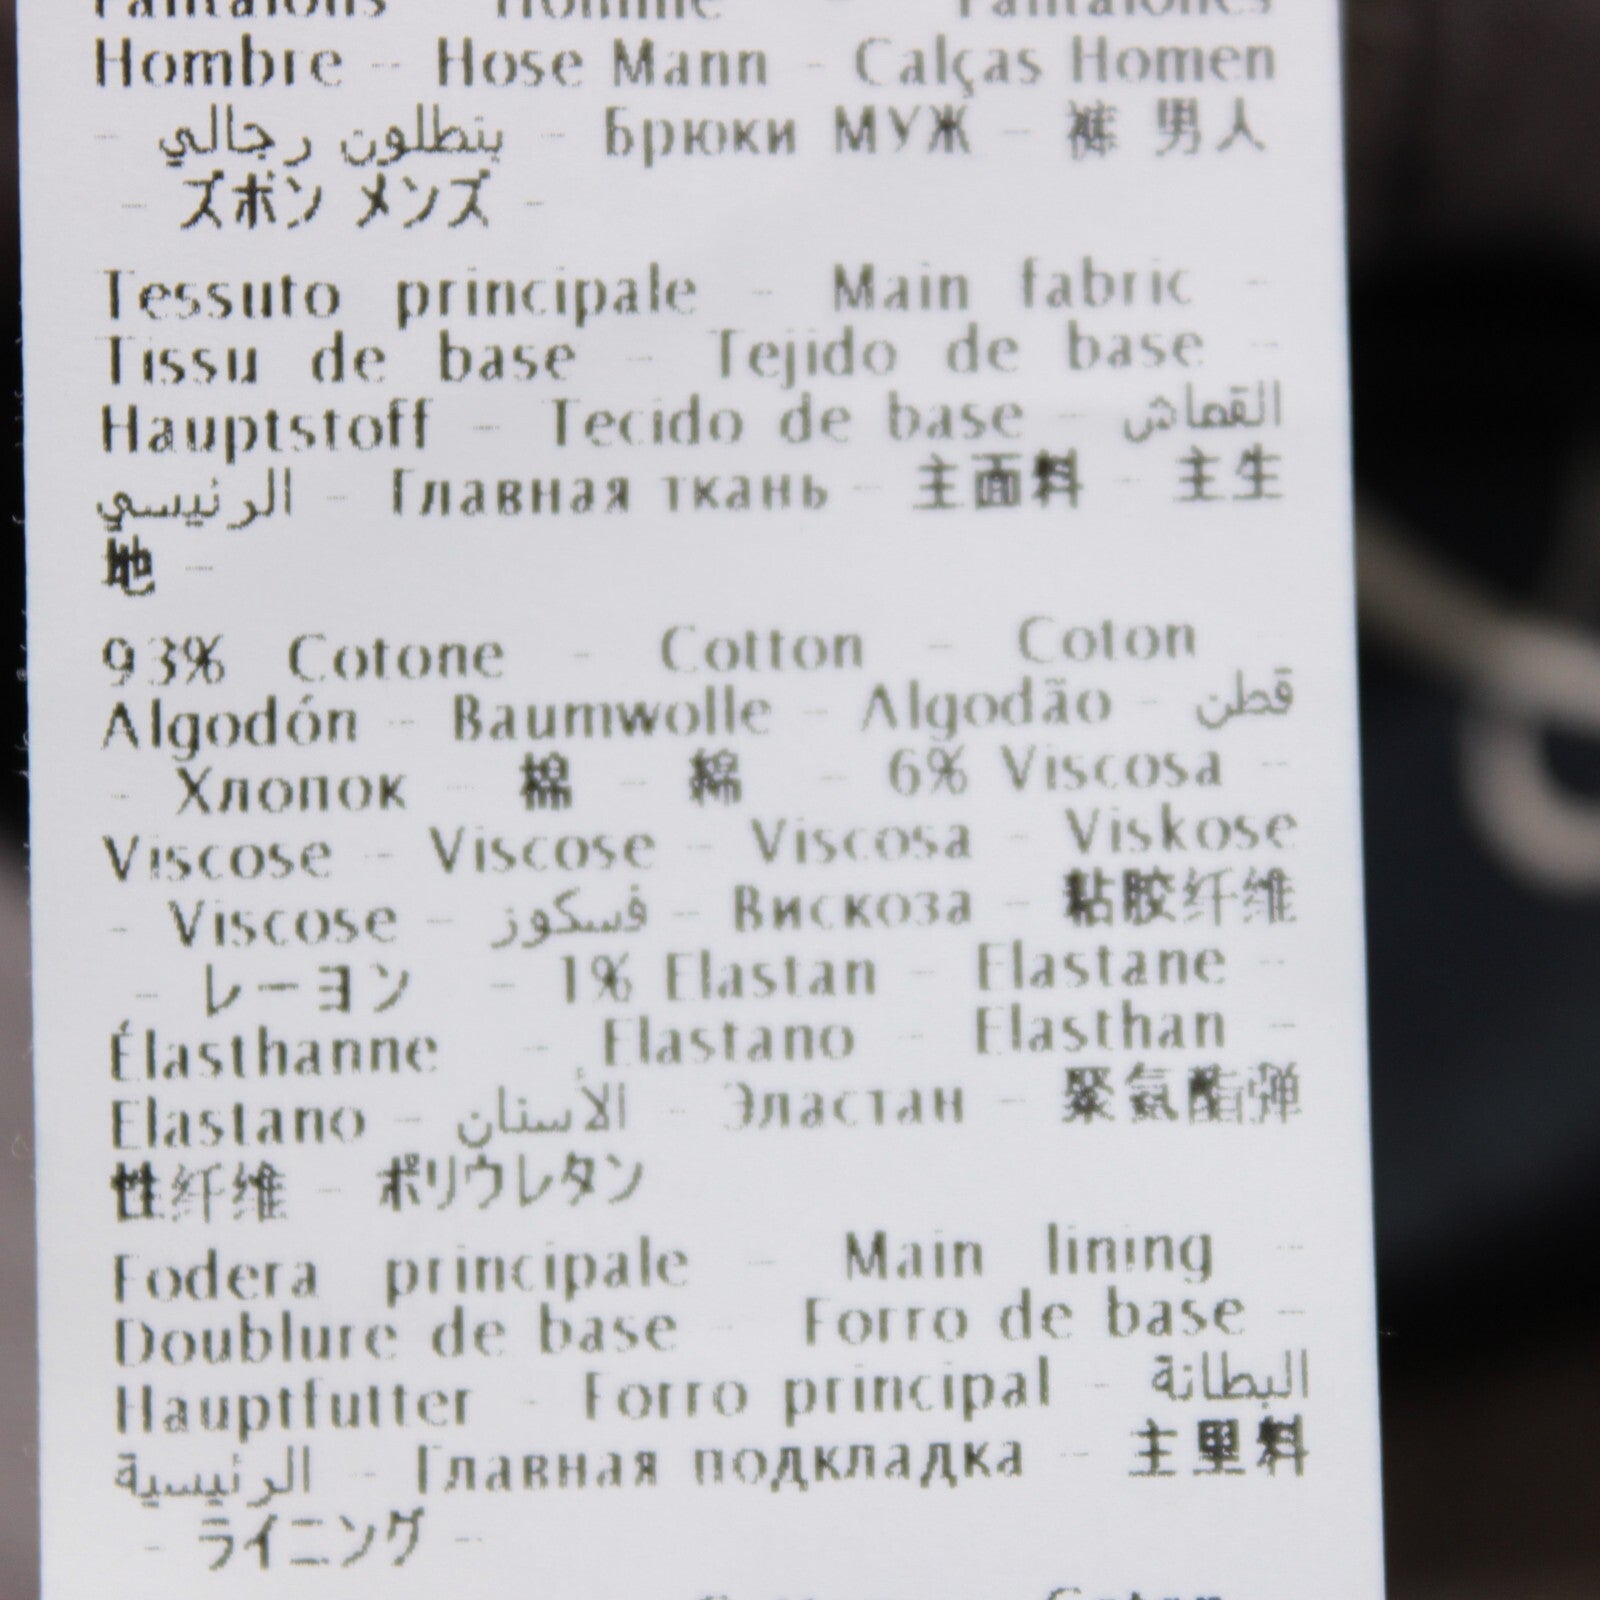 Pantalons - Homme - Pantalones
Hombre - Hose Mann - Calças Homen
- بنطلون رجالي - Брюки МУЖ - 裤 男人
- ズボン メンズ -
Tessuto principale - Main fabric -
Tissu de base - Tejido de base -
Hauptstoff - Tecido de base - القماش
الرئيسي - Главная ткань - 主面料 - 主生
地 -
93% Cotone - Cotton - Coton
Algodón - Baumwolle - Algodão - قطن
- Хлопок - 棉 - 綿 - 6% Viscosa -
Viscose - Viscose - Viscosa - Viskose
- Viscose - فسكوز - Вискоза - 粘胶纤维
- レーヨン - 1% Elastan - Elastane -
Élasthanne - Elastano - Elasthan -
Elastano - الأستان - Эластан - 聚氨酯弹
性纤维 - ポリウレタン
Fodera principale - Main lining -
Doublure de base - Forro de base -
Hauptfutter - Forro principal - البطانة
الرئيسية - Главная подкладка - 主里料
- ライニング -